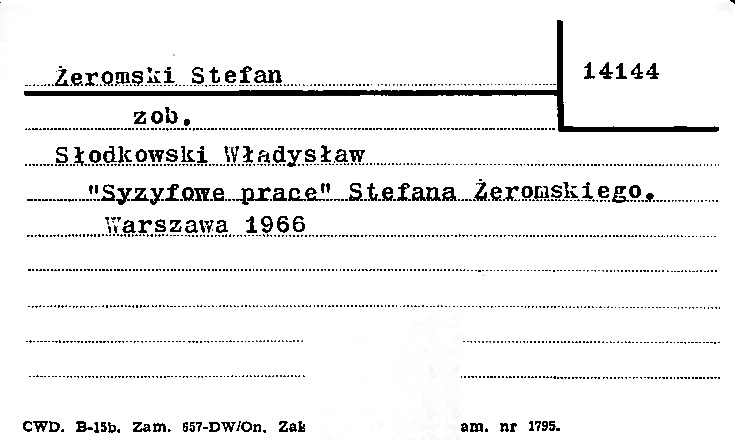 Żeromski Stefan
14144
zob.
Słodkowski Władysław
"Syzyfowe prace" Stefana Żeromskiego.
Warszawa 1966
CWD. B-15b. Zam. 657-DW/On. Zak am. nr 1795.